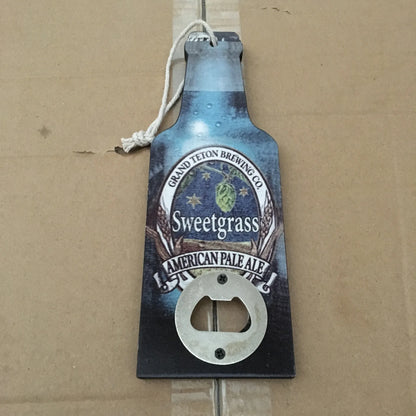 GRAND TETON BREWING CO.
Sweetgrass
AMERICAN PALE ALE